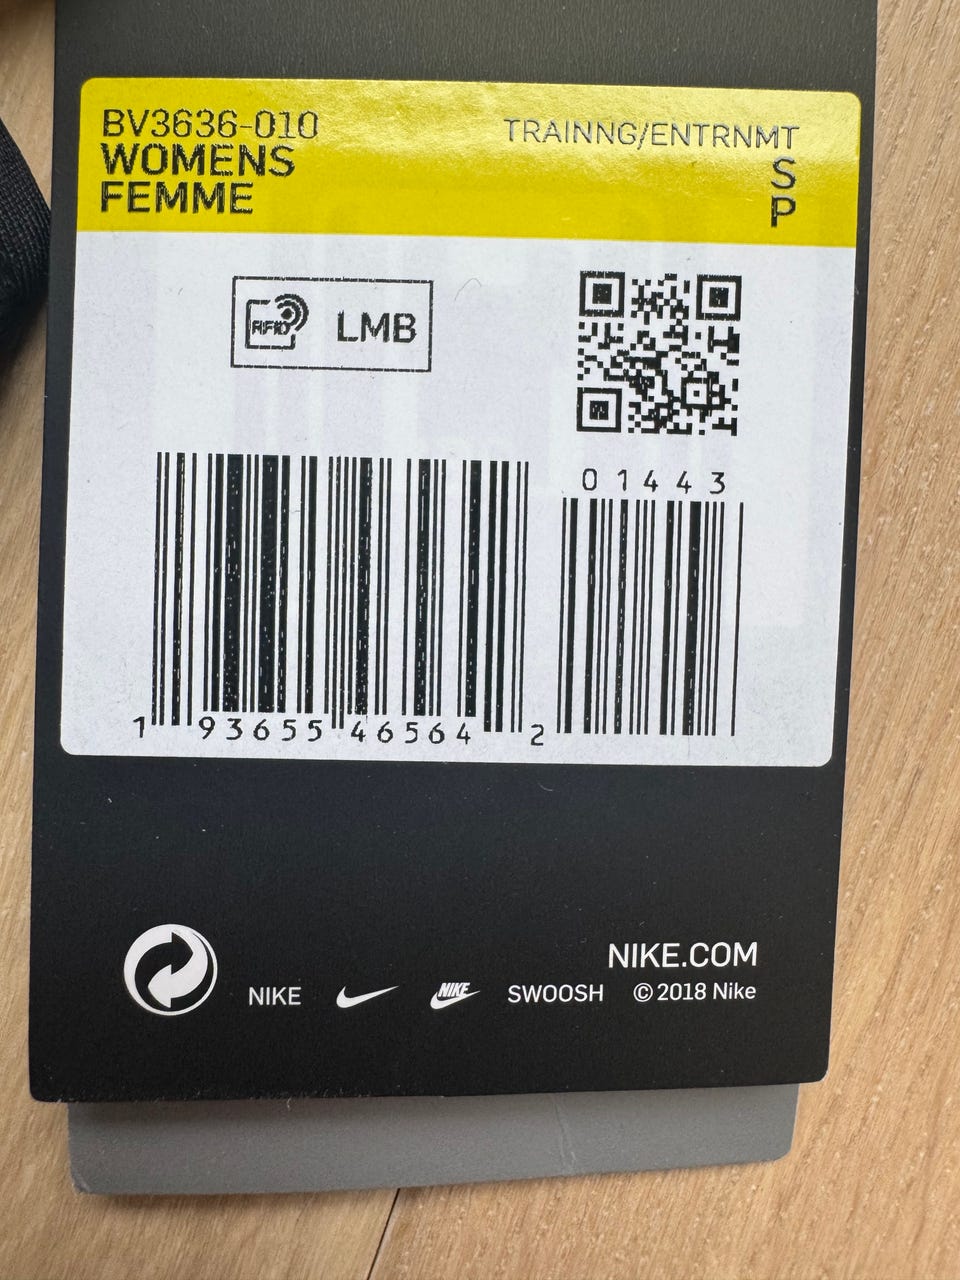 BV3636-010
WOMENS
FEMME
TRAINNG/ENTRNMT
S
P
RFID
LMB
01443
1 93655 46564 2
NIKE.COM
NIKE NIKE SWOOSH © 2018 Nike